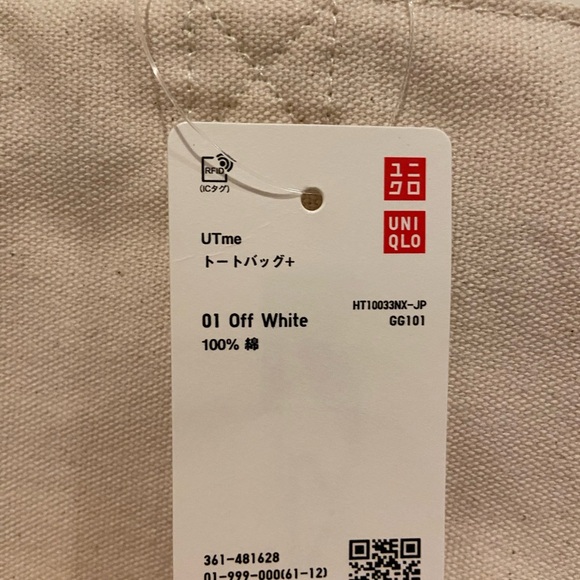 RFID
(ICタグ)
ユニ
クロ
UNI
QLO
UTme
トートバッグ+
HT10033NX-JP
GG101
01 Off White
100% 綿
361-481628
01-999-000(61-12)